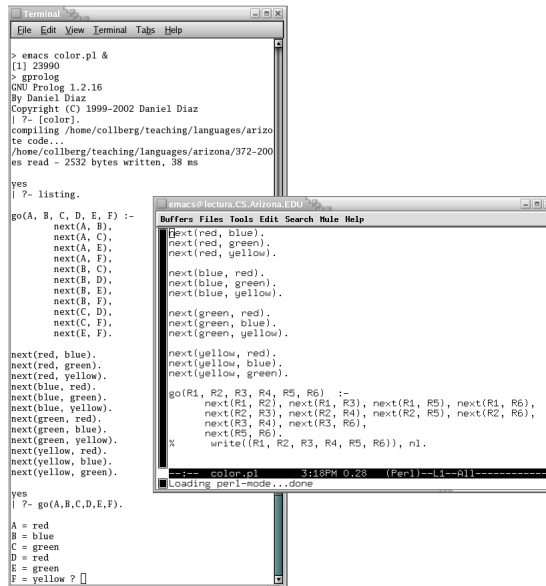 Terminal
File Edit View Terminal Tabs Help
> emacs color.pl &
[1] 23990
> gprolog
GNU Prolog 1.2.16
By Daniel Diaz
Copyright (C) 1999-2002 Daniel Diaz
| ?- [color].
compiling /home/collberg/teaching/languages/arizo
te code...
/home/collberg/teaching/languages/arizona/372-200
es read - 2532 bytes written, 38 ms
yes
| ?- listing.
go(A, B, C, D, E, F) :-
next(A, B),
next(A, C),
next(A, E),
next(A, F),
next(B, C),
next(B, D),
next(B, E),
next(B, F),
next(C, D),
next(C, F),
next(E, F).
next(red, blue).
next(red, green).
next(red, yellow).
next(blue, red).
next(blue, green).
next(blue, yellow).
next(green, red).
next(green, blue).
next(green, yellow).
next(yellow, red).
next(yellow, blue).
next(yellow, green).
yes
| ?- go(A,B,C,D,E,F).
A = red
B = blue
C = green
D = red
E = green
F = yellow ?
emacs@lectura.CS.Arizona.EDU
Buffers Files Tools Edit Search Mule Help
next(red, blue).
next(red, green).
next(red, yellow).
next(blue, red).
next(blue, green).
next(blue, yellow).
next(green, red).
next(green, blue).
next(green, yellow).
next(yellow, red).
next(yellow, blue).
next(yellow, green).
go(R1, R2, R3, R4, R5, R6) :-
next(R1, R2), next(R1, R3), next(R1, R5), next(R1, R6),
next(R2, R3), next(R2, R4), next(R2, R5), next(R2, R6),
next(R3, R4), next(R3, R6),
next(R5, R6).
% write((R1, R2, R3, R4, R5, R6)), nl.
--:-- color.pl 3:18PM 0.28 (Perl)--L1--All------------
Loading perl-mode...done